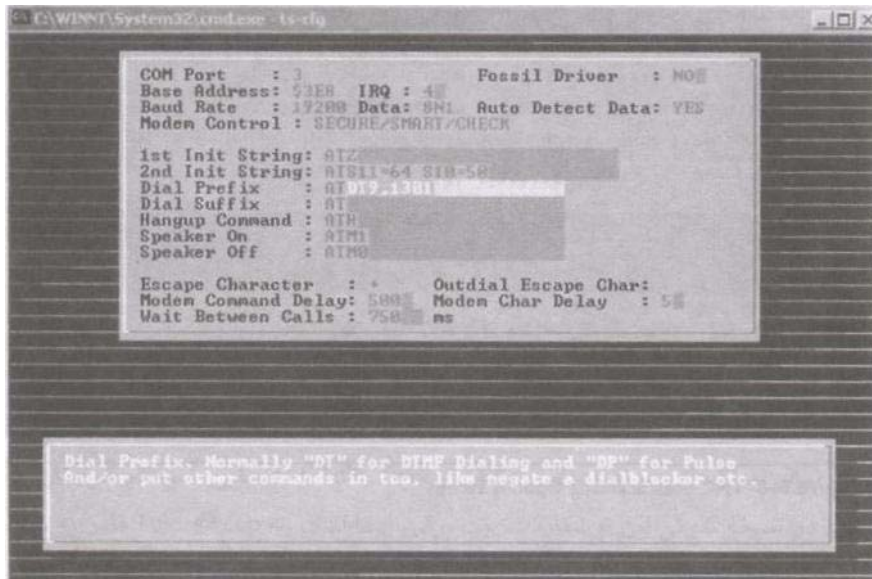 C:\WINNT\System32\cmd.exe - ts-cfg
COM Port : 3 Fossil Driver : NO
Base Address: $3E8 IRQ : 4
Baud Rate : 19200 Data: 8N1 Auto Detect Data: YES
Modem Control : SECURE/SMART/CHECK
1st Init String: ATZ
2nd Init String: ATS11=64 S10=50
Dial Prefix : ATDT9,1381
Dial Suffix : AT
Hangup Command : ATH
Speaker On : ATM1
Speaker Off : ATM0
Escape Character : + Outdial Escape Char:
Modem Command Delay: 500 Modem Char Delay : 5
Wait Between Calls : 750 ms
Dial Prefix. Normally "DT" for DTMF Dialing and "DP" for Pulse
And/or put other commands in too, like negate a dialblocker etc.